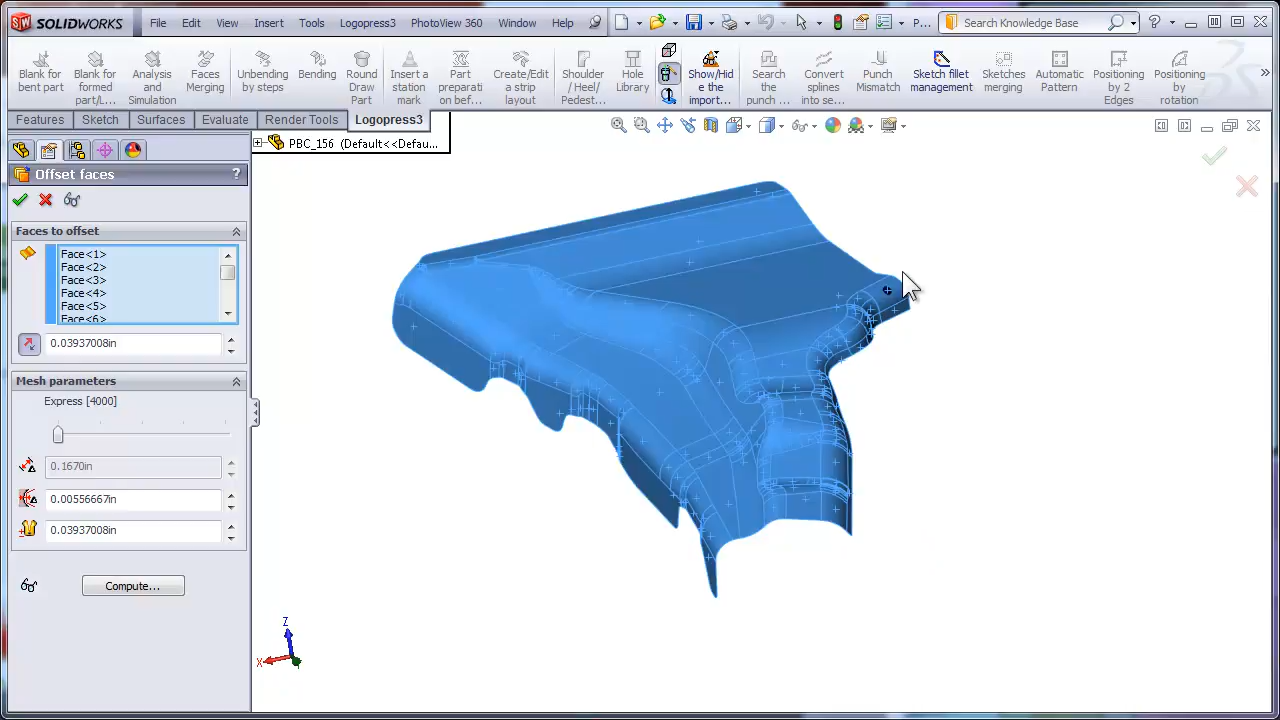 SOLIDWORKS File Edit View Insert Tools Logopress3 PhotoView 360 Window Help P... Search Knowledge Base ?
Blank for bent part
Blank for formed part/L...
Analysis and Simulation
Faces Merging
Unbending by steps
Bending
Round Draw Part
Insert a station mark
Part preparati on bef...
Create/Edit a strip layout
Shoulder / Heel/ Pedest...
Hole Library
Show/Hid e the import...
Search the punch ...
Convert splines into se...
Punch Mismatch
Sketch fillet management
Sketches merging
Automatic Pattern
Positioning by 2 Edges
Positioning by rotation
Features Sketch Surfaces Evaluate Render Tools Logopress3
PBC_156 (Default<<Defau...
Offset faces ?
Faces to offset
Face<1>
Face<2>
Face<3>
Face<4>
Face<5>
Face<6>
0.03937008in
Mesh parameters
Express [4000]
0.1670in
0.00556667in
0.03937008in
Compute...
Z
X